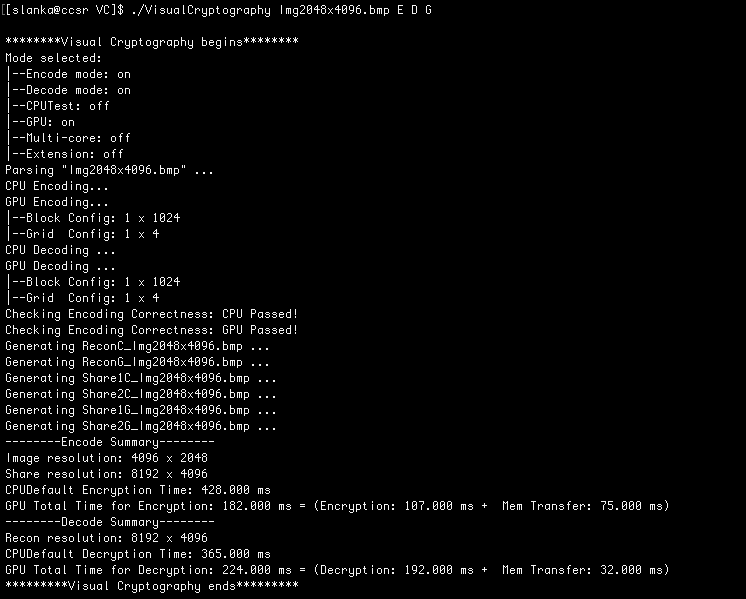 [[slanka@ccsr VC]$ ./VisualCryptography Img2048x4096.bmp E D G
********Visual Cryptography begins********
Mode selected:
|--Encode mode: on
|--Decode mode: on
|--CPUTest: off
|--GPU: on
|--Multi-core: off
|--Extension: off
Parsing "Img2048x4096.bmp" ...
CPU Encoding...
GPU Encoding...
|--Block Config: 1 x 1024
|--Grid  Config: 1 x 4
CPU Decoding ...
GPU Decoding ...
|--Block Config: 1 x 1024
|--Grid  Config: 1 x 4
Checking Encoding Correctness: CPU Passed!
Checking Encoding Correctness: GPU Passed!
Generating ReconC_Img2048x4096.bmp ...
Generating ReconG_Img2048x4096.bmp ...
Generating Share1C_Img2048x4096.bmp ...
Generating Share2C_Img2048x4096.bmp ...
Generating Share1G_Img2048x4096.bmp ...
Generating Share2G_Img2048x4096.bmp ...
--------Encode Summary--------
Image resolution: 4096 x 2048
Share resolution: 8192 x 4096
CPUDefault Encryption Time: 428.000 ms
GPU Total Time for Encryption: 182.000 ms = (Encryption: 107.000 ms +  Mem Transfer: 75.000 ms)
--------Decode Summary--------
Recon resolution: 8192 x 4096
CPUDefault Decryption Time: 365.000 ms
GPU Total Time for Decryption: 224.000 ms = (Decryption: 192.000 ms +  Mem Transfer: 32.000 ms)
*********Visual Cryptography ends*********